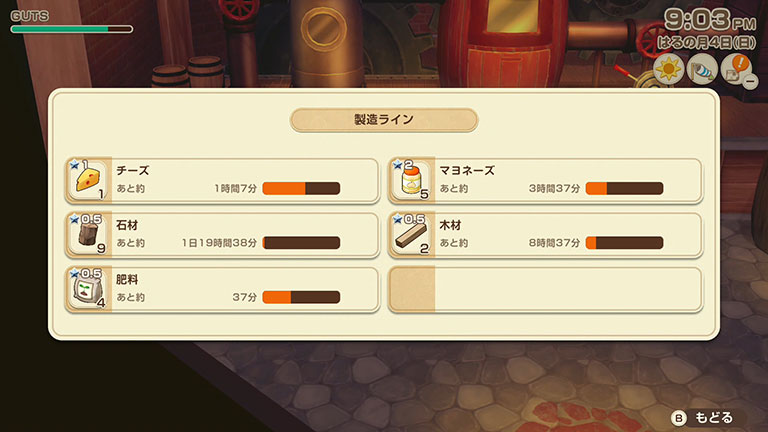 GUTS
9:03 PM
はるの月4日(日)
製造ライン
1
チーズ
1
あと約 1時間7分
2
マヨネーズ
5
あと約 3時間37分
0.5
石材
9
あと約 1日19時間38分
0.5
木材
2
あと約 8時間37分
0.5
肥料
4
あと約 37分
B もどる